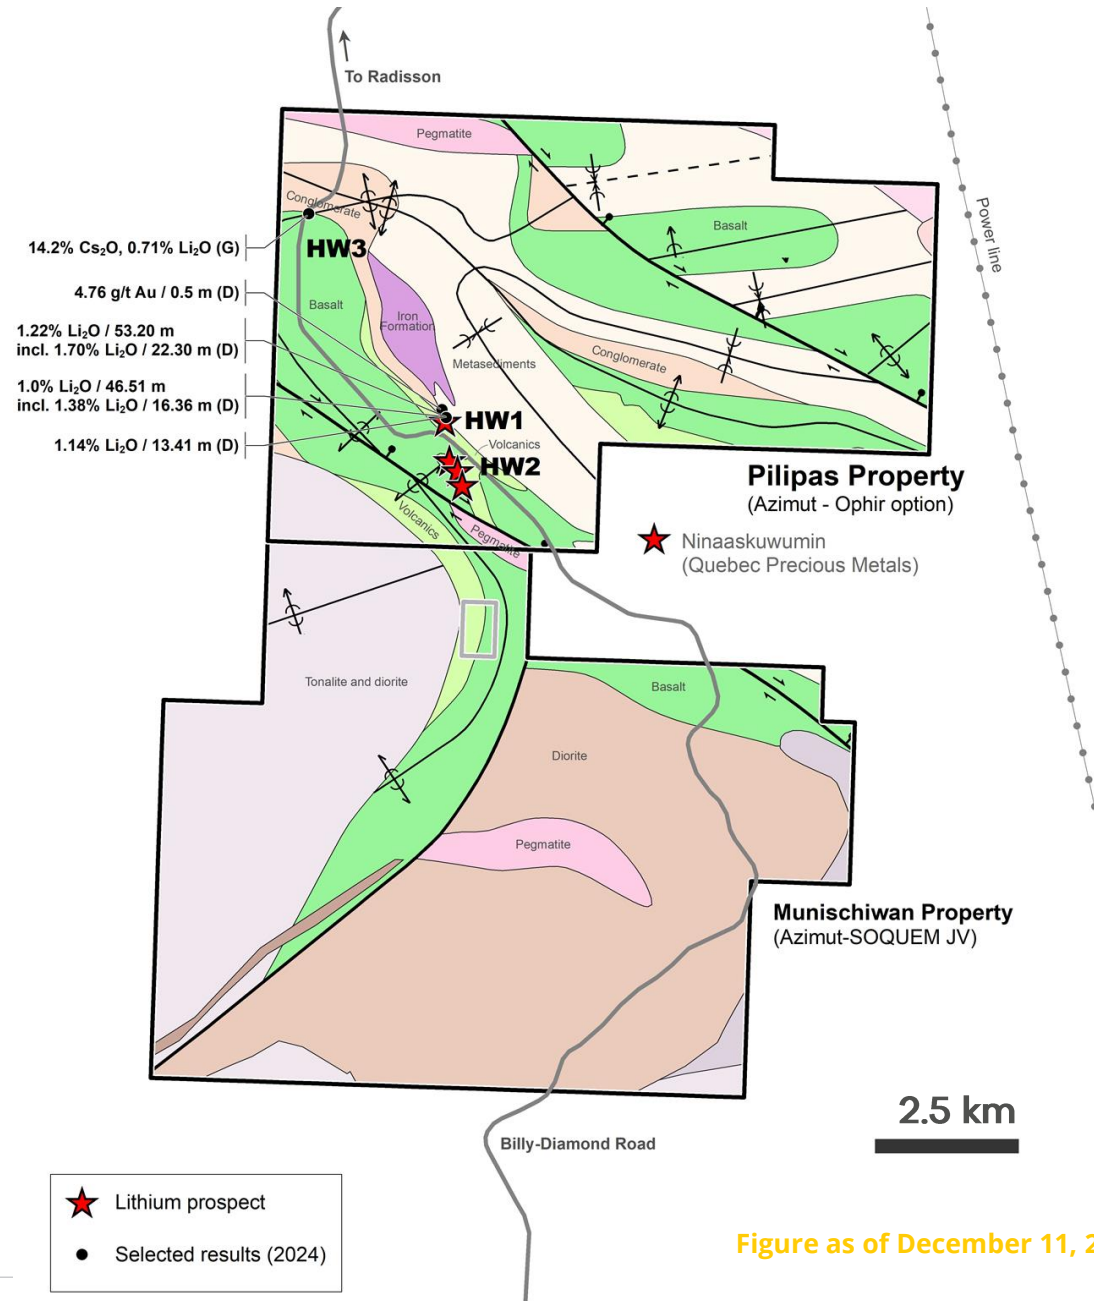 To Radisson
Pegmatite
Conglomerate
Power line
Basalt
14.2% Cs₂O, 0.71% Li₂O (G)
HW3
4.76 g/t Au / 0.5 m (D)
Basalt
Iron
Formation
1.22% Li₂O / 53.20 m
incl. 1.70% Li₂O / 22.30 m (D)
Metasediments
Conglomerate
1.0% Li₂O / 46.51 m
incl. 1.38% Li₂O / 16.36 m (D)
HW1
1.14% Li₂O / 13.41 m (D)
Volcanics
HW2
Pilipas Property
(Azimut - Ophir option)
Volcanics
Pegmatite
Ninaaskuwumin
(Quebec Precious Metals)
Tonalite and diorite
Basalt
Diorite
Pegmatite
Munischiwan Property
(Azimut-SOQUEM JV)
2.5 km
Billy-Diamond Road
Lithium prospect
Selected results (2024)
Figure as of December 11, 2